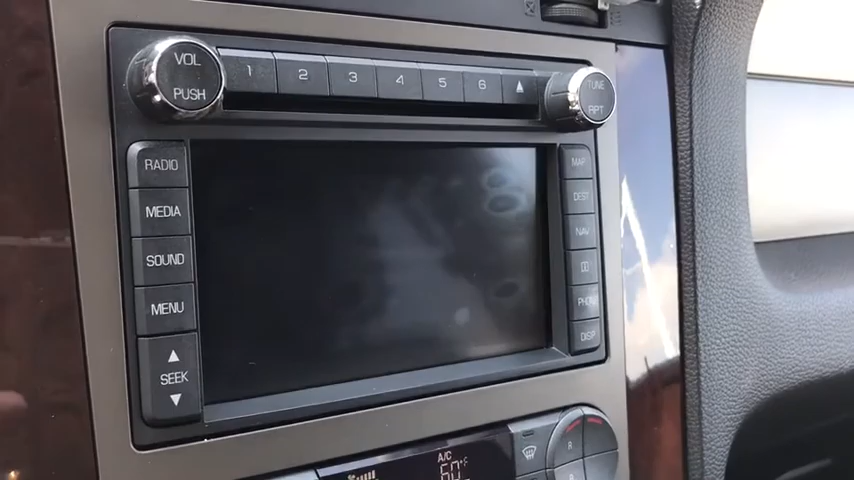 VOL
PUSH
1 2 3 4 5 6
TUNE
RPT
RADIO
MEDIA
SOUND
MENU
SEEK
MAP
DEST
NAV
PHONE
DISP
A/C
60°F
R